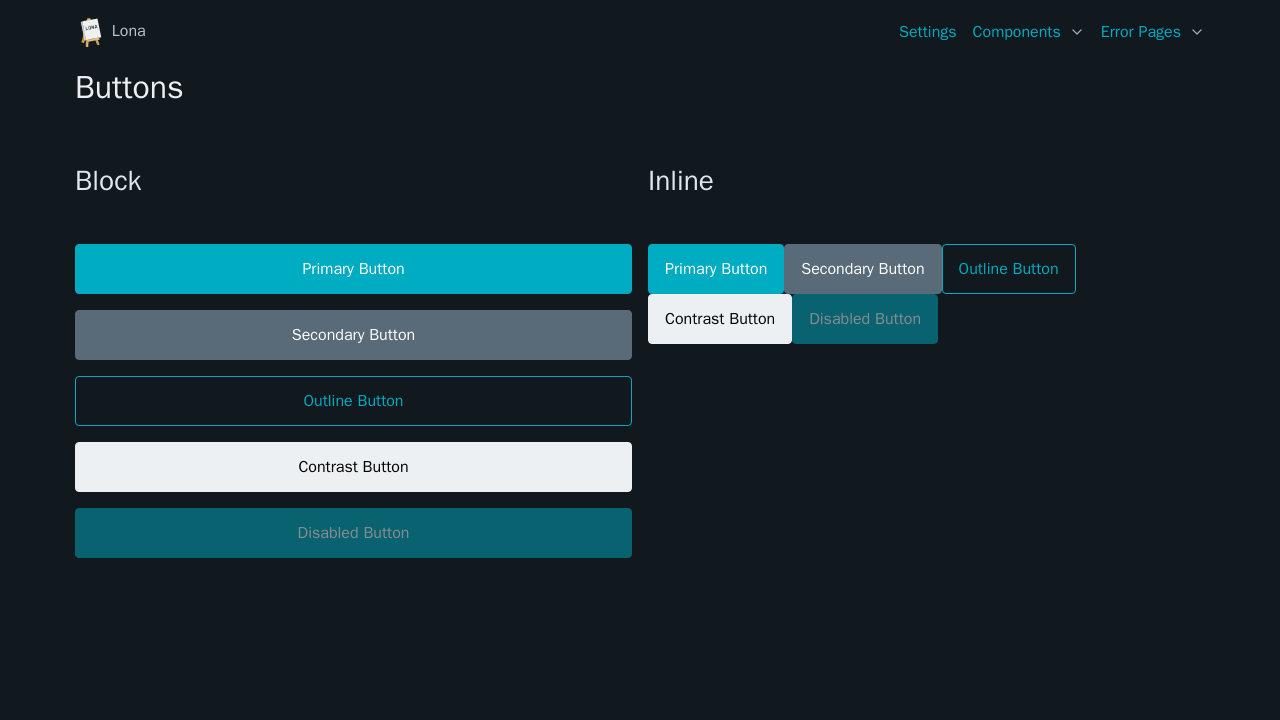 LONA
Lona
Settings
Components
Error Pages
Buttons
Block
Inline
Primary Button
Secondary Button
Outline Button
Contrast Button
Disabled Button
Primary Button
Secondary Button
Outline Button
Contrast Button
Disabled Button